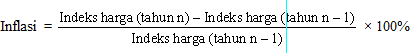 Inflasi = Indeks harga (tahun n) – Indeks harga (tahun n – 1) / Indeks harga (tahun n – 1) × 100%